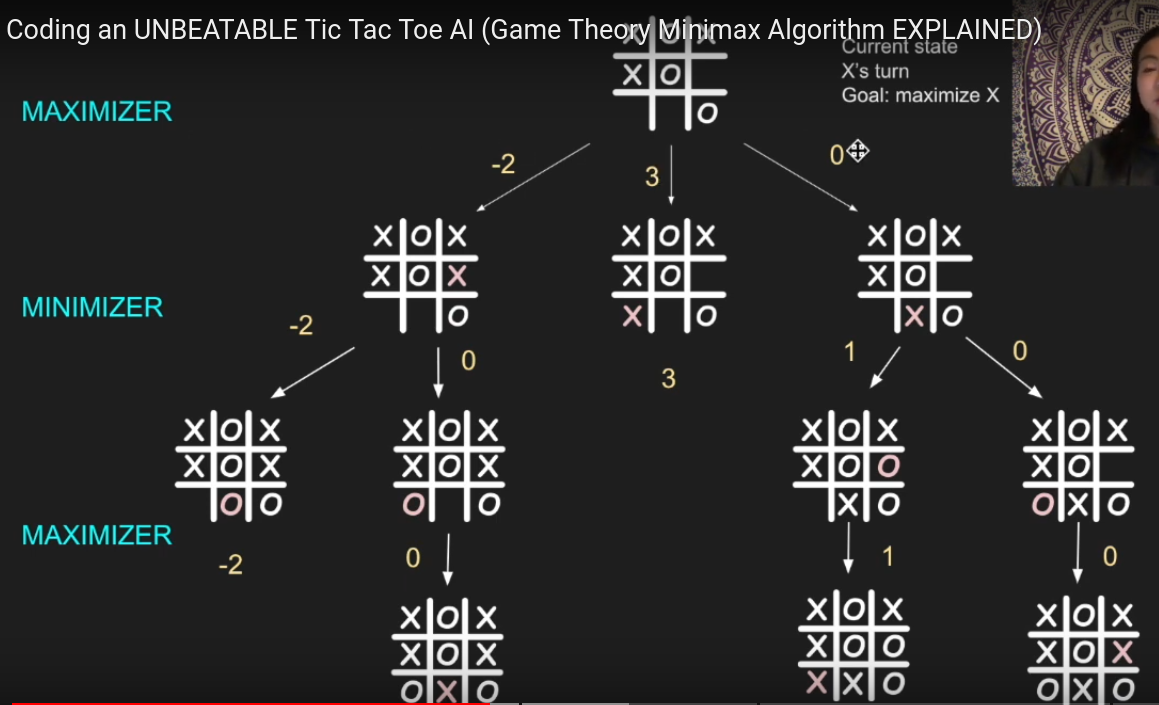 Coding an UNBEATABLE Tic Tac Toe AI (Game Theory Minimax Algorithm EXPLAINED)
Current state
X's turn
Goal: maximize X
X O X
X O
O
MAXIMIZER
-2
3
0
X O X
X O X
O
X O X
X O
X O
X O X
X O
X O
MINIMIZER
-2
0
3
1
0
X O X
X O X
O O
X O X
X O X
O O
X O X
X O O
X O
X O X
X O
O X O
MAXIMIZER
-2
0
1
0
X O X
X O X
O X O
X O X
X O O
X X O
X O X
X O X
O X O